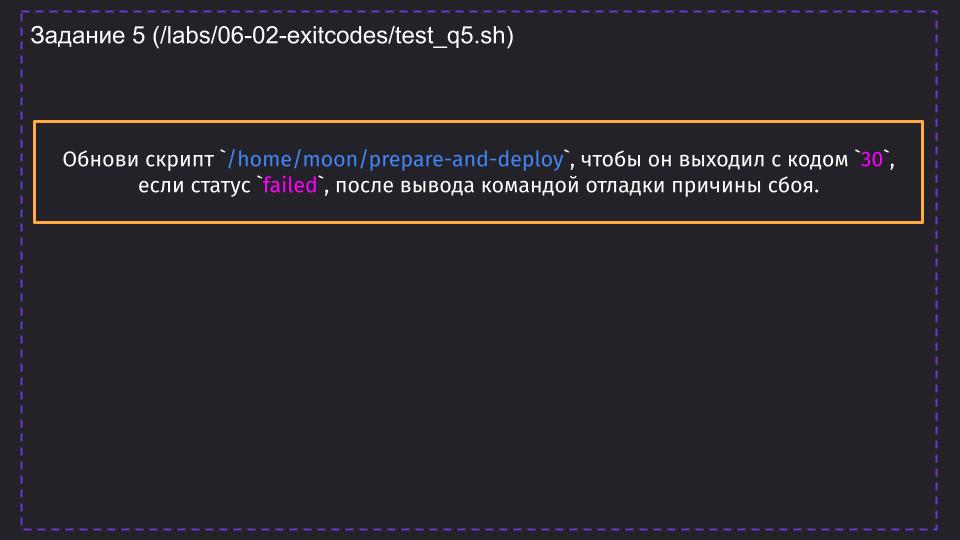 Задание 5 (/labs/06-02-exitcodes/test_q5.sh)
Обнови скрипт `/home/moon/prepare-and-deploy`, чтобы он выходил с кодом `30`,
если статус `failed`, после вывода командой отладки причины сбоя.